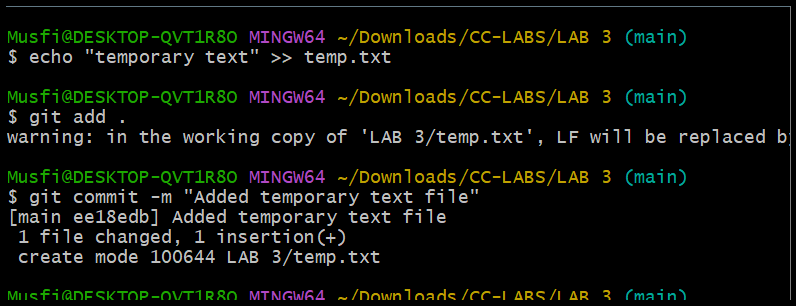 Musfi@DESKTOP-QVT1R8O MINGW64 ~/Downloads/CC-LABS/LAB 3 (main)
$ echo "temporary text" >> temp.txt
Musfi@DESKTOP-QVT1R8O MINGW64 ~/Downloads/CC-LABS/LAB 3 (main)
$ git add .
warning: in the working copy of 'LAB 3/temp.txt', LF will be replaced by
Musfi@DESKTOP-QVT1R8O MINGW64 ~/Downloads/CC-LABS/LAB 3 (main)
$ git commit -m "Added temporary text file"
[main ee18edb] Added temporary text file
 1 file changed, 1 insertion(+)
 create mode 100644 LAB 3/temp.txt
Musfi@DESKTOP-QVT1R8O MINGW64 ~/Downloads/CC-LABS/LAB 3 (main)